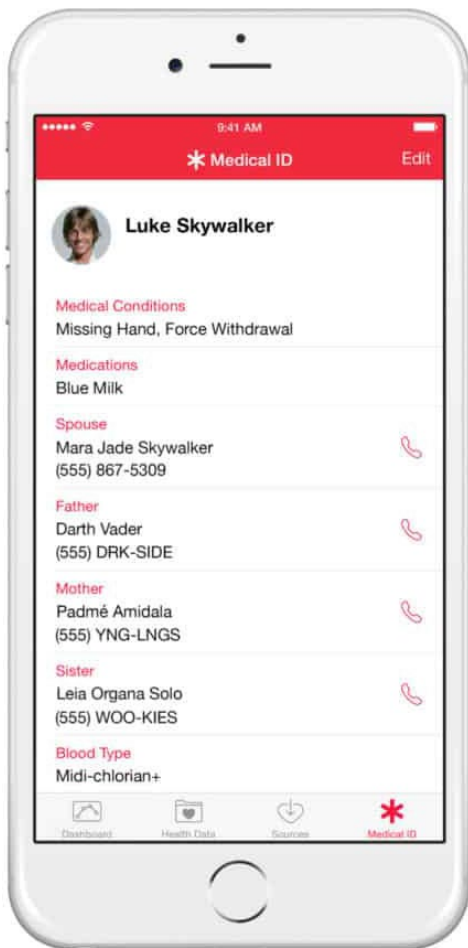 9:41 AM
Medical ID
Edit
Luke Skywalker
Medical Conditions
Missing Hand, Force Withdrawal
Medications
Blue Milk
Spouse
Mara Jade Skywalker
(555) 867-5309
Father
Darth Vader
(555) DRK-SIDE
Mother
Padmé Amidala
(555) YNG-LNGS
Sister
Leia Organa Solo
(555) WOO-KIES
Blood Type
Midi-chlorian+
Dashboard
Health Data
Sources
Medical ID